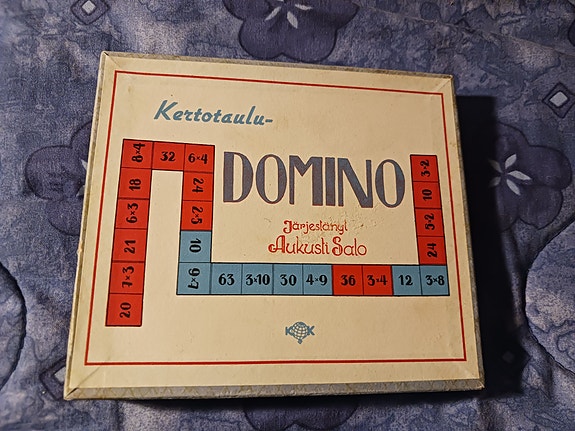 Kertotaulu-
DOMINO
Järjestänyt
Aukusti Salo
8×4 32 6×4
18 24 3×2
6×3 2×5 10
21 10 5×2
7×3 7×9 24
20
63 3×10 30 4×9 36 3×4 12 3×8
K K